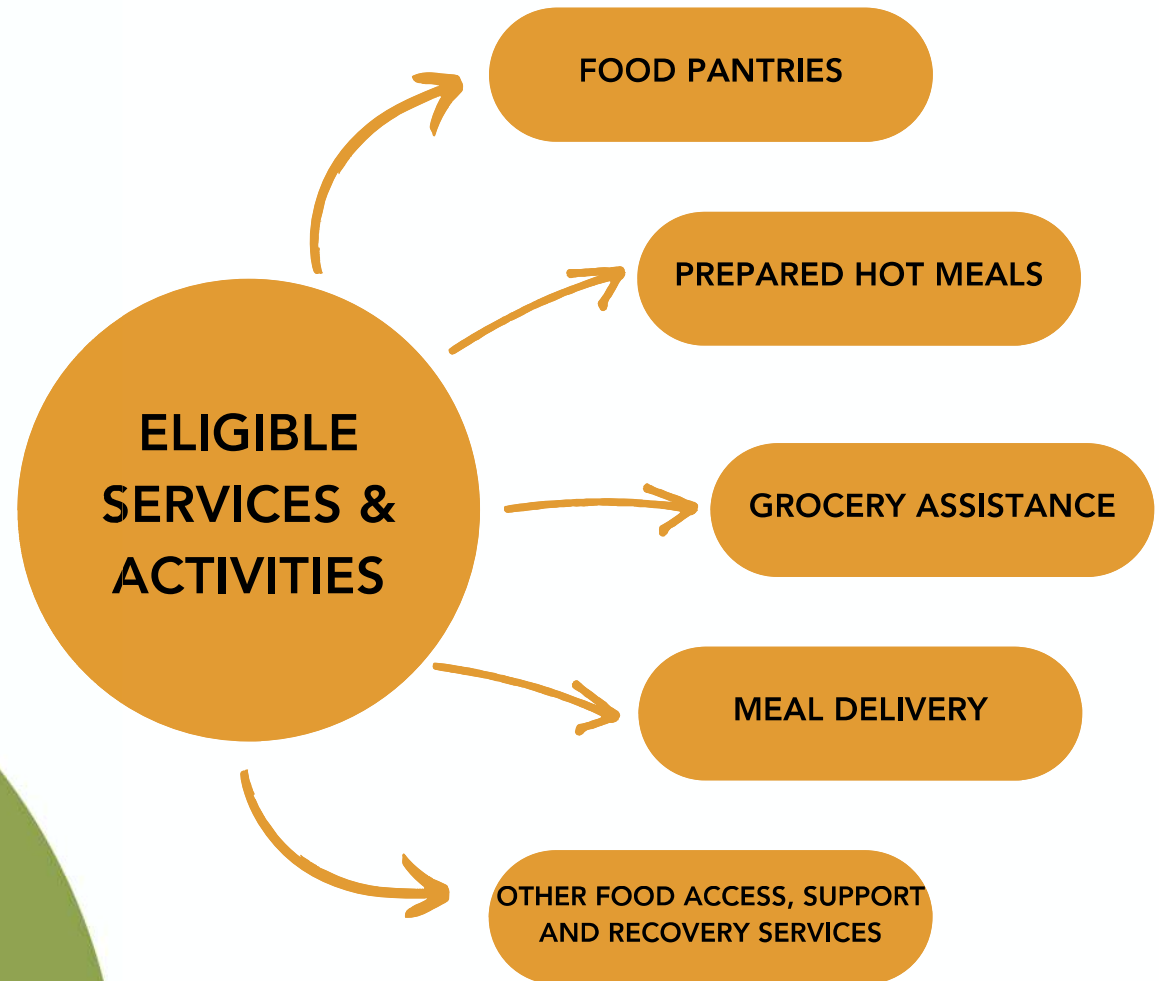 FOOD PANTRIES
PREPARED HOT MEALS
ELIGIBLE
SERVICES &
ACTIVITIES
GROCERY ASSISTANCE
MEAL DELIVERY
OTHER FOOD ACCESS, SUPPORT
AND RECOVERY SERVICES